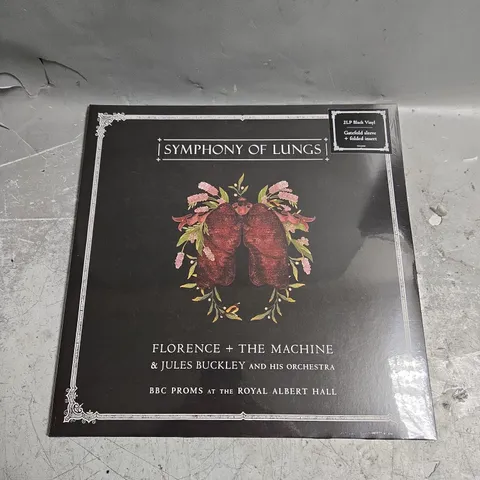 2LP Black Vinyl
Gatefold sleeve
+ folded insert
SYMPHONY OF LUNGS
FLORENCE + THE MACHINE
& JULES BUCKLEY AND HIS ORCHESTRA
BBC PROMS AT THE ROYAL ALBERT HALL